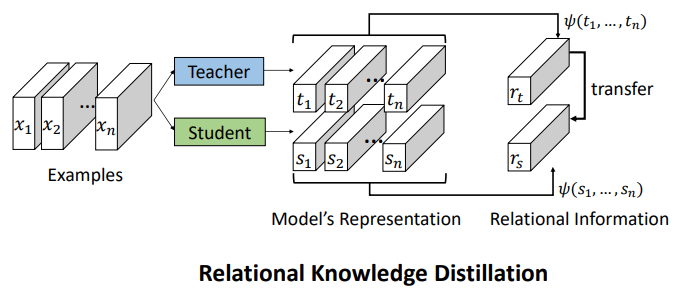 ψ(t₁, …, tₙ)
Teacher
t₁ t₂ ... tₙ
rₜ
transfer
x₁ x₂ ... xₙ
Student
s₁ s₂ ... sₙ
rₛ
Examples
ψ(s₁, …, sₙ)
Model's Representation
Relational Information
Relational Knowledge Distillation